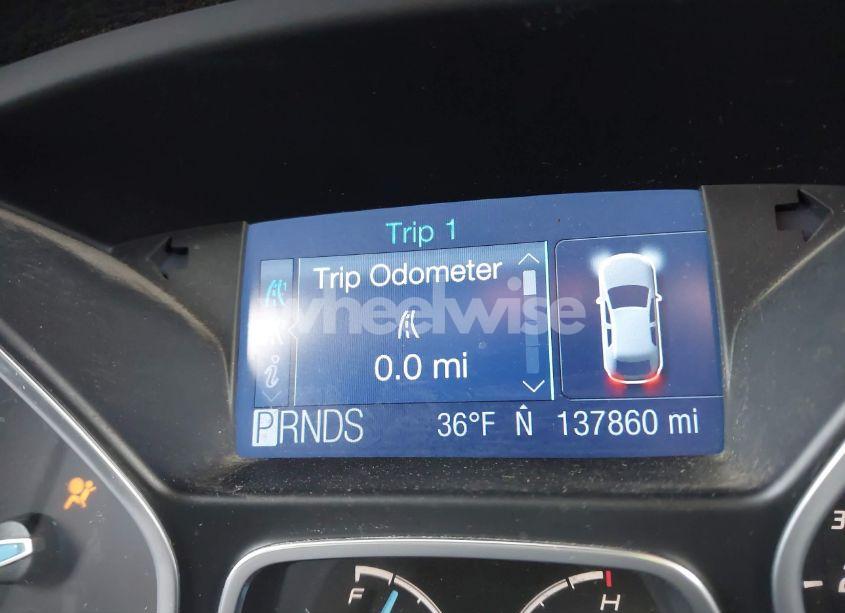 Trip 1
Trip Odometer
wheelwise
0.0 mi
PRNDS 36°F N 137860 mi
F H